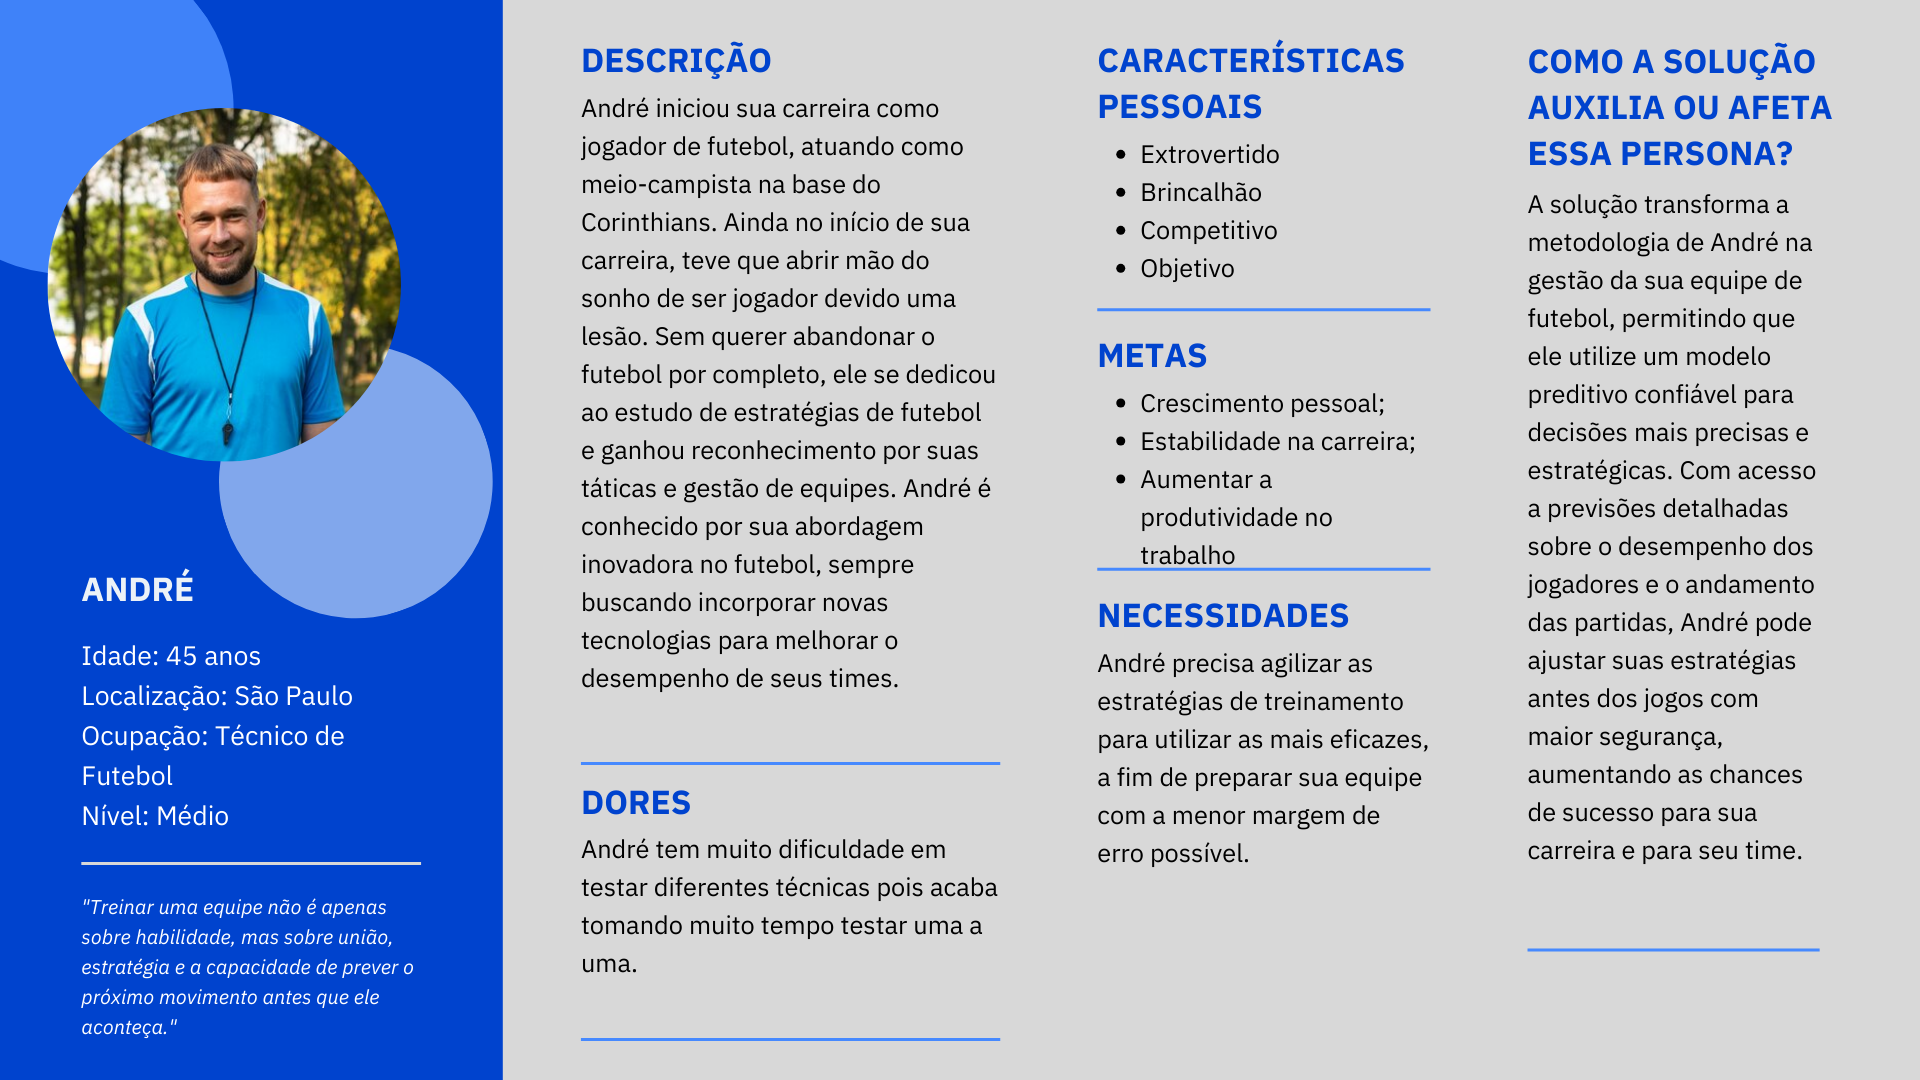 ANDRÉ
Idade: 45 anos
Localização: São Paulo
Ocupação: Técnico de
Futebol
Nível: Médio
"Treinar uma equipe não é apenas
sobre habilidade, mas sobre união,
estratégia e a capacidade de prever o
próximo movimento antes que ele
aconteça."
DESCRIÇÃO
André iniciou sua carreira como
jogador de futebol, atuando como
meio-campista na base do
Corinthians. Ainda no início de sua
carreira, teve que abrir mão do
sonho de ser jogador devido uma
lesão. Sem querer abandonar o
futebol por completo, ele se dedicou
ao estudo de estratégias de futebol
e ganhou reconhecimento por suas
táticas e gestão de equipes. André é
conhecido por sua abordagem
inovadora no futebol, sempre
buscando incorporar novas
tecnologias para melhorar o
desempenho de seus times.
DORES
André tem muito dificuldade em
testar diferentes técnicas pois acaba
tomando muito tempo testar uma a
uma.
CARACTERÍSTICAS
PESSOAIS
• Extrovertido
• Brincalhão
• Competitivo
• Objetivo
METAS
• Crescimento pessoal;
• Estabilidade na carreira;
• Aumentar a
produtividade no
trabalho
NECESSIDADES
André precisa agilizar as
estratégias de treinamento
para utilizar as mais eficazes,
a fim de preparar sua equipe
com a menor margem de
erro possível.
COMO A SOLUÇÃO
AUXILIA OU AFETA
ESSA PERSONA?
A solução transforma a
metodologia de André na
gestão da sua equipe de
futebol, permitindo que
ele utilize um modelo
preditivo confiável para
decisões mais precisas e
estratégicas. Com acesso
a previsões detalhadas
sobre o desempenho dos
jogadores e o andamento
das partidas, André pode
ajustar suas estratégias
antes dos jogos com
maior segurança,
aumentando as chances
de sucesso para sua
carreira e para seu time.